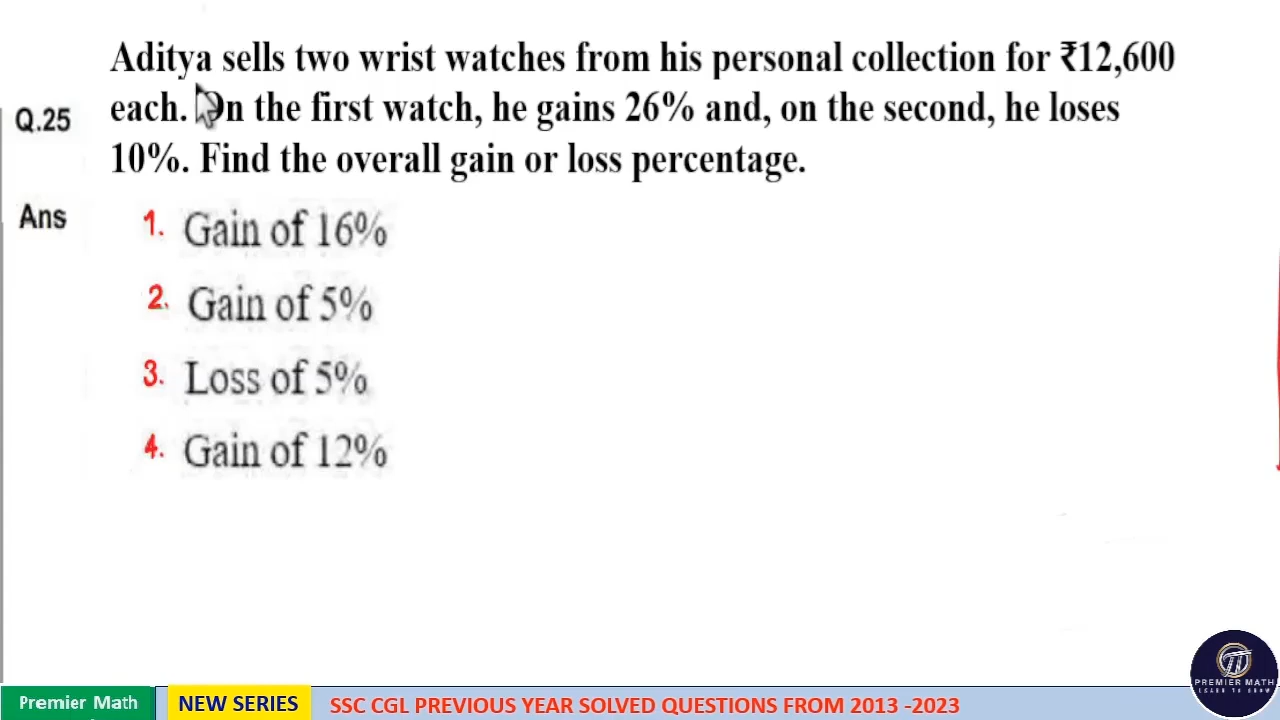 Aditya sells two wrist watches from his personal collection for ₹12,600
Q.25
each. On the first watch, he gains 26% and, on the second, he loses
10%. Find the overall gain or loss percentage.
Ans
1. Gain of 16%
2. Gain of 5%
3. Loss of 5%
4. Gain of 12%
PREMIER MATH
LEARN TO KNOW
Premier Math
NEW SERIES
SSC CGL PREVIOUS YEAR SOLVED QUESTIONS FROM 2013 -2023